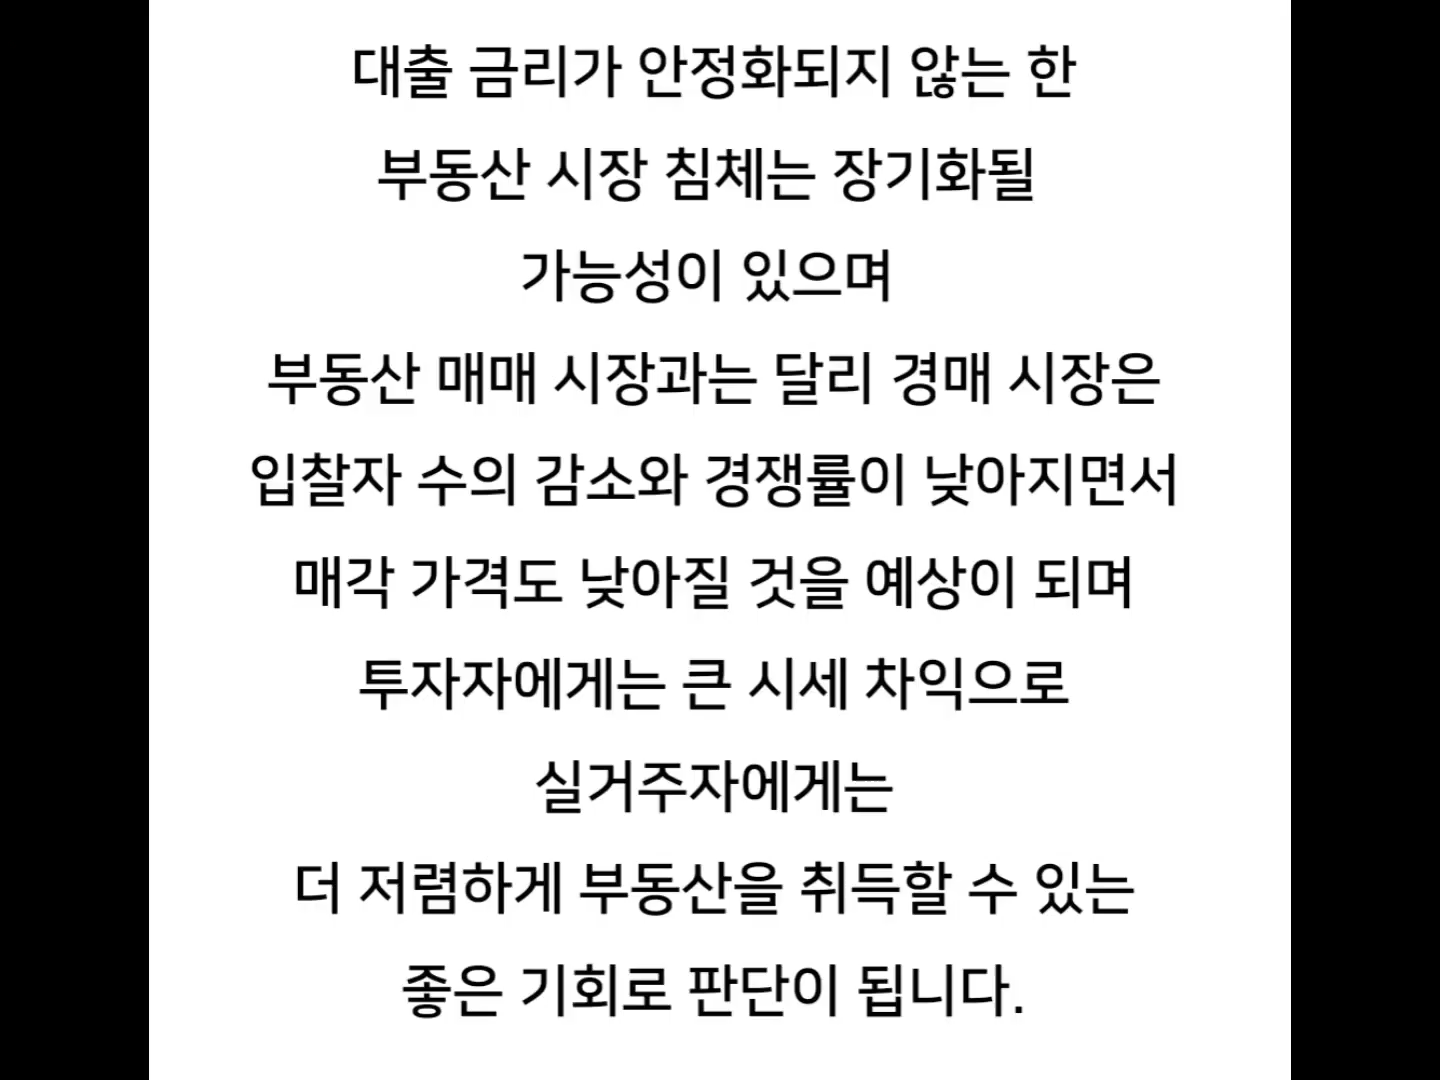 대출 금리가 안정화되지 않는 한
부동산 시장 침체는 장기화될
가능성이 있으며
부동산 매매 시장과는 달리 경매 시장은
입찰자 수의 감소와 경쟁률이 낮아지면서
매각 가격도 낮아질 것을 예상이 되며
투자자에게는 큰 시세 차익으로
실거주자에게는
더 저렴하게 부동산을 취득할 수 있는
좋은 기회로 판단이 됩니다.